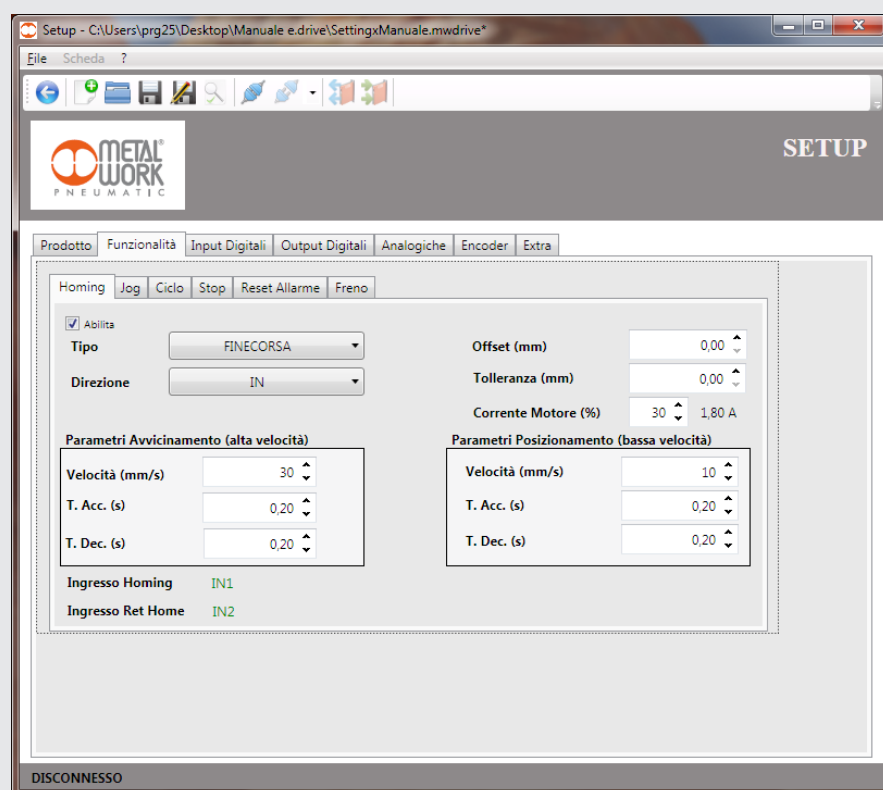 Setup - C:\Users\prg25\Desktop\Manuale e.drive\SettingxManuale.mwdrive*
File Scheda ?
METAL® WORK
PNEUMATIC
SETUP
Prodotto Funzionalità Input Digitali Output Digitali Analogiche Encoder Extra
Homing Jog Ciclo Stop Reset Allarme Freno
Abilita
Tipo FINECORSA Offset (mm) 0,00
Direzione IN Tolleranza (mm) 0,00
Corrente Motore (%) 30 1,80 A
Parametri Avvicinamento (alta velocità) Parametri Posizionamento (bassa velocità)
Velocità (mm/s) 30 Velocità (mm/s) 10
T. Acc. (s) 0,20 T. Acc. (s) 0,20
T. Dec. (s) 0,20 T. Dec. (s) 0,20
Ingresso Homing IN1
Ingresso Ret Home IN2
DISCONNESSO